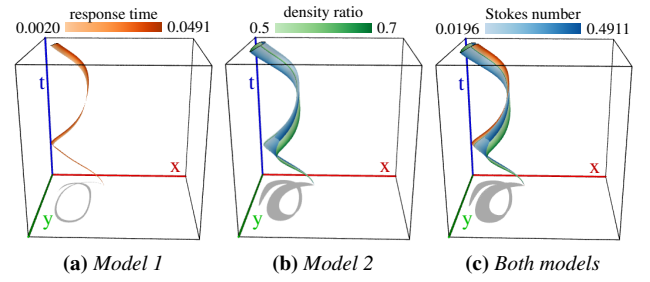 response time
0.0020 0.0491
density ratio
0.5 0.7
Stokes number
0.0196 0.4911
t
x
y
t
x
y
t
x
y
(a) Model 1
(b) Model 2
(c) Both models